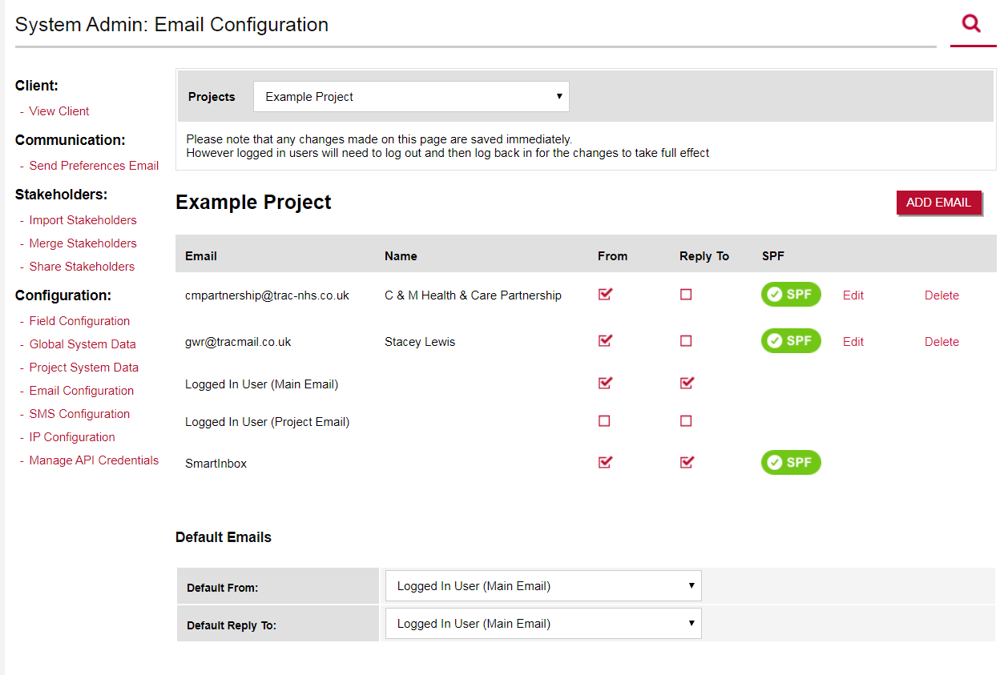 System Admin: Email Configuration
Client:
- View Client
Communication:
- Send Preferences Email
Stakeholders:
- Import Stakeholders
- Merge Stakeholders
- Share Stakeholders
Configuration:
- Field Configuration
- Global System Data
- Project System Data
- Email Configuration
- SMS Configuration
- IP Configuration
- Manage API Credentials
Projects Example Project
Please note that any changes made on this page are saved immediately.
However logged in users will need to log out and then log back in for the changes to take full effect
Example Project ADD EMAIL
Email Name From Reply To SPF
cmpartnership@trac-nhs.co.uk C & M Health & Care Partnership SPF Edit Delete
gwr@tracmail.co.uk Stacey Lewis SPF Edit Delete
Logged In User (Main Email)
Logged In User (Project Email)
SmartInbox SPF
Default Emails
Default From: Logged In User (Main Email)
Default Reply To: Logged In User (Main Email)